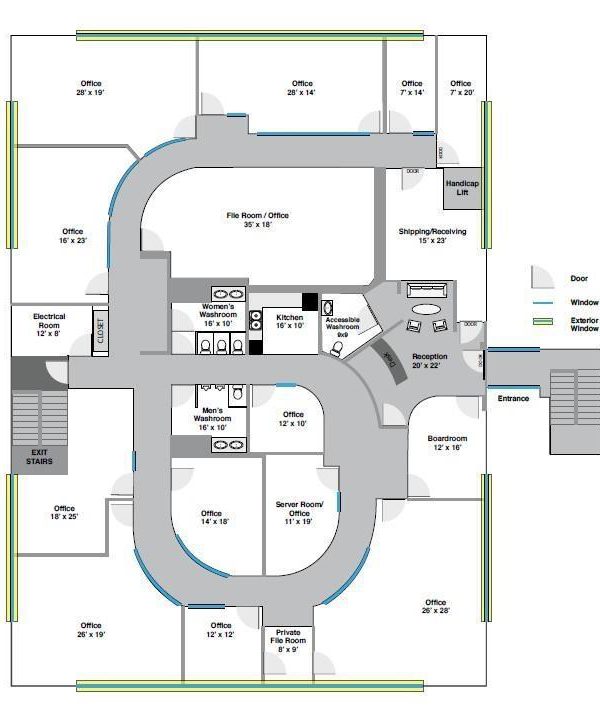 Office
28' x 19'
Office
28' x 14'
Office
7' x 14'
Office
7' x 20'
DOOR
DOOR
Handicap
Lift
File Room / Office
35' x 18'
Office
16' x 23'
Shipping/Receiving
15' x 23'
Door
Window
Exterior
Window
Electrical
Room
12' x 8'
CLOSET
Women's
Washroom
16' x 10'
Kitchen
16' x 10'
Accessible
Washroom
9x9
DOOR
DOOR
Desk
Reception
20' x 22'
Entrance
Men's
Washroom
16' x 10'
Office
12' x 10'
Boardroom
12' x 16'
EXIT
STAIRS
Office
18' x 25'
Office
14' x 18'
Server Room/
Office
11' x 19'
Office
26' x 19'
Office
12' x 12'
Private
File Room
8' x 9'
Office
26' x 28'